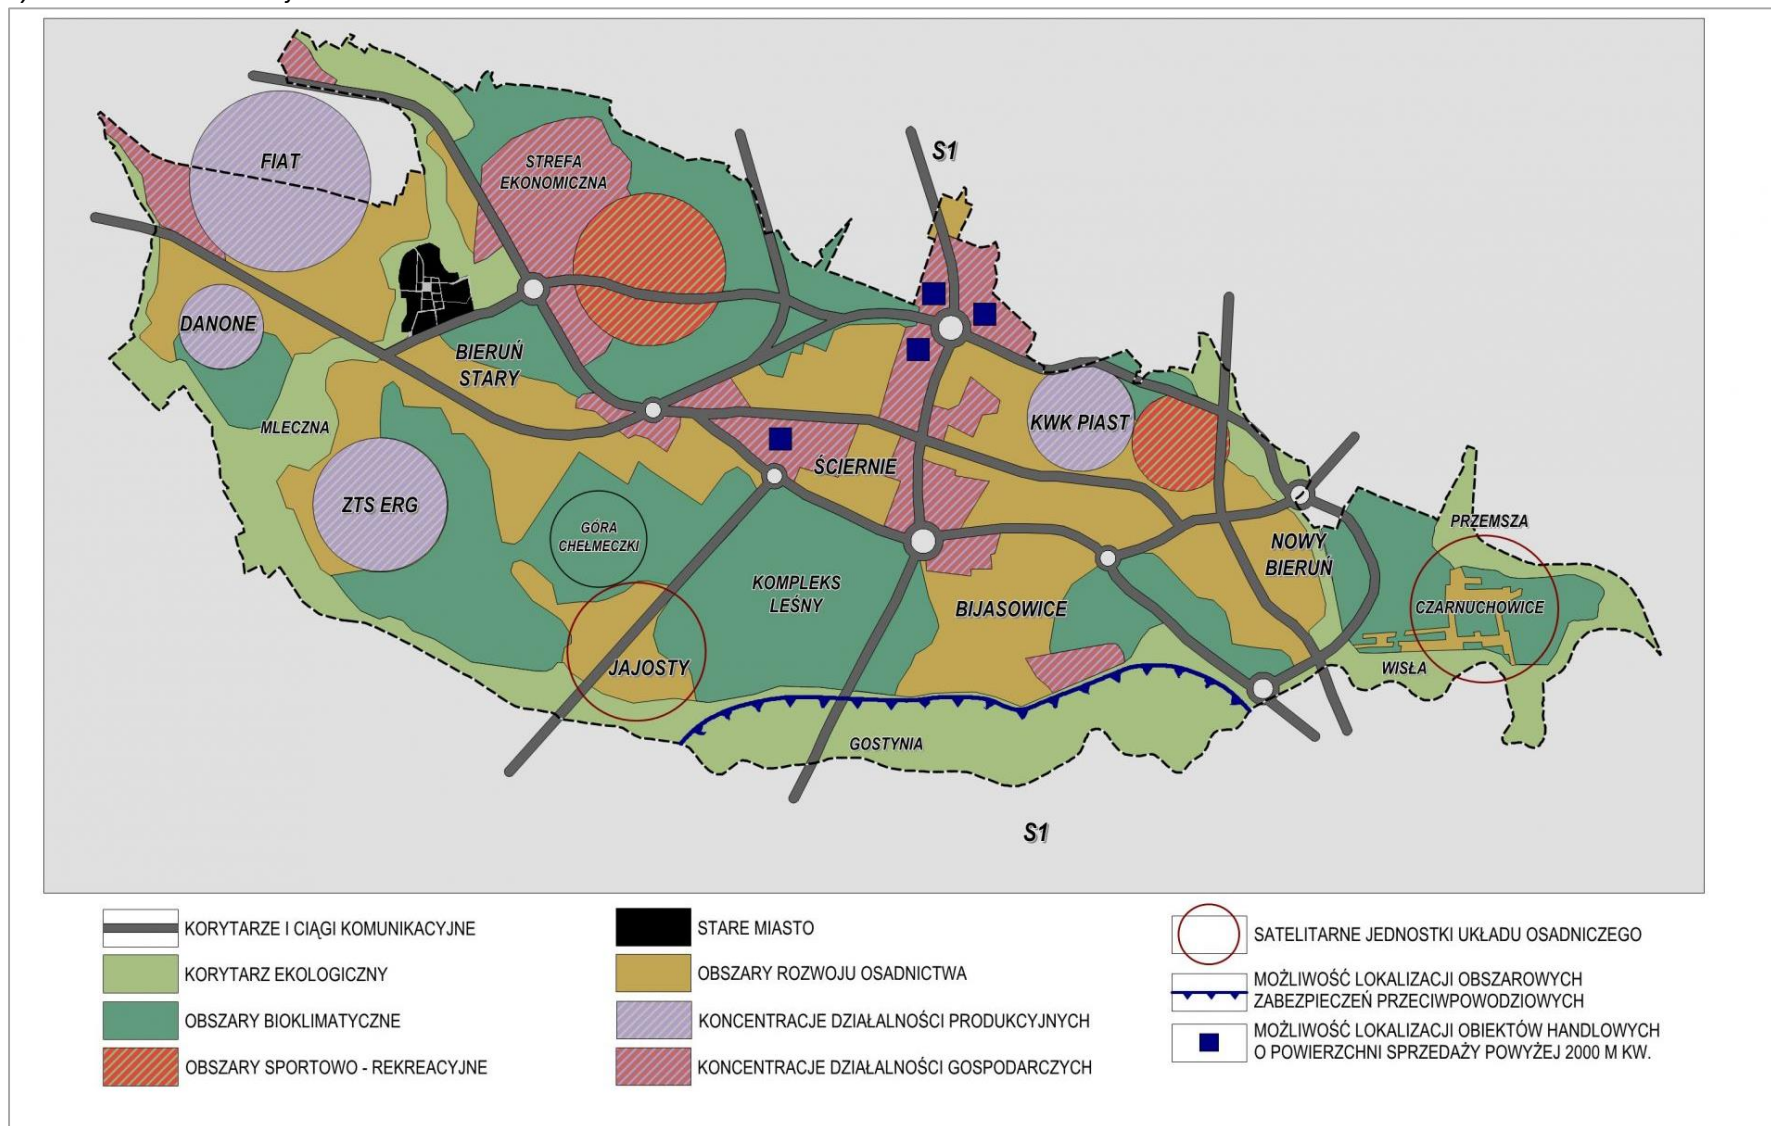 S1
FIAT
STREFA
EKONOMICZNA
DANONE
BIERUŃ
STARY
MLECZNA
KWK PIAST
ŚCIERNIE
ZTS ERG
GÓRA
CHEŁMECZKI
PRZEMSZA
NOWY
BIERUŃ
KOMPLEKS
LEŚNY
BIJASOWICE
CZARNUCHOWICE
JAJOSTY
WISŁA
GOSTYNIA
S1
KORYTARZE I CIĄGI KOMUNIKACYJNE
KORYTARZ EKOLOGICZNY
OBSZARY BIOKLIMATYCZNE
OBSZARY SPORTOWO - REKREACYJNE
STARE MIASTO
OBSZARY ROZWOJU OSADNICTWA
KONCENTRACJE DZIAŁALNOŚCI PRODUKCYJNYCH
KONCENTRACJE DZIAŁALNOŚCI GOSPODARCZYCH
SATELITARNE JEDNOSTKI UKŁADU OSADNICZEGO
MOŻLIWOŚĆ LOKALIZACJI OBSZAROWYCH
ZABEZPIECZEŃ PRZECIWPOWODZIOWYCH
MOŻLIWOŚĆ LOKALIZACJI OBIEKTÓW HANDLOWYCH
O POWIERZCHNI SPRZEDAŻY POWYŻEJ 2000 M KW.